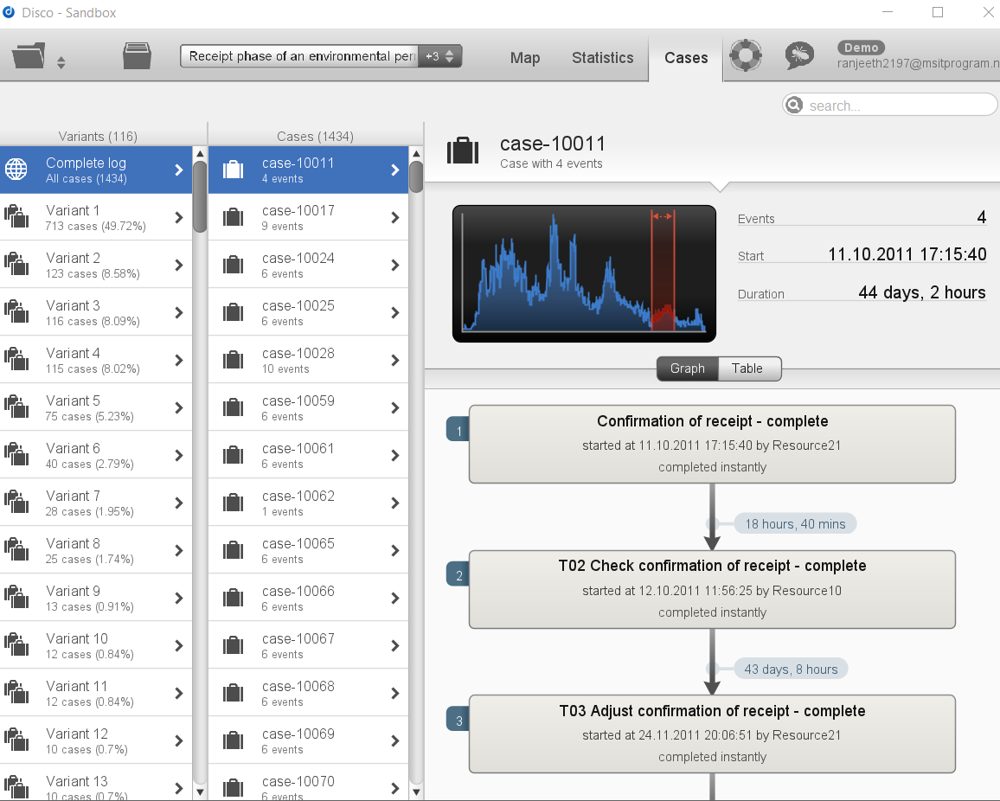 Disco - Sandbox
Receipt phase of an environmental per
+3
Map
Statistics
Cases
Demo
ranjeeth2197@msitprogram.n
search...
Variants (116)
Complete log
All cases (1434)
Variant 1
713 cases (49.72%)
Variant 2
123 cases (8.58%)
Variant 3
116 cases (8.09%)
Variant 4
115 cases (8.02%)
Variant 5
75 cases (5.23%)
Variant 6
40 cases (2.79%)
Variant 7
28 cases (1.95%)
Variant 8
25 cases (1.74%)
Variant 9
13 cases (0.91%)
Variant 10
12 cases (0.84%)
Variant 11
12 cases (0.84%)
Variant 12
10 cases (0.7%)
Variant 13
10 cases (0.7%)
Cases (1434)
case-10011
4 events
case-10017
9 events
case-10024
6 events
case-10025
6 events
case-10028
10 events
case-10059
6 events
case-10061
6 events
case-10062
1 events
case-10065
6 events
case-10066
6 events
case-10067
6 events
case-10068
6 events
case-10069
6 events
case-10070
6 events
case-10011
Case with 4 events
Events 4
Start 11.10.2011 17:15:40
Duration 44 days, 2 hours
Graph
Table
1
Confirmation of receipt - complete
started at 11.10.2011 17:15:40 by Resource21
completed instantly
18 hours, 40 mins
2
T02 Check confirmation of receipt - complete
started at 12.10.2011 11:56:25 by Resource10
completed instantly
43 days, 8 hours
3
T03 Adjust confirmation of receipt - complete
started at 24.11.2011 20:06:51 by Resource21
completed instantly